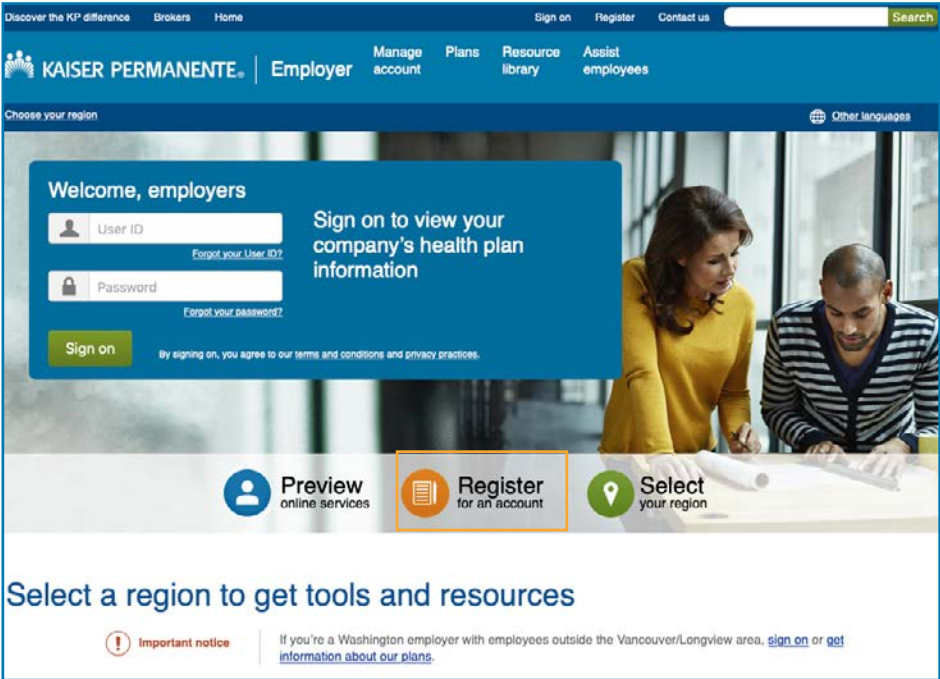 Discover the KP difference Brokers Home Sign on Register Contact us Search
KAISER PERMANENTE® Employer
Manage account
Plans
Resource library
Assist employees
Choose your region Other languages
Welcome, employers
User ID
Forgot your User ID?
Password
Forgot your password?
Sign on
By signing on, you agree to our terms and conditions and privacy practices.
Sign on to view your
company's health plan
information
Preview
online services
Register
for an account
Select
your region
Select a region to get tools and resources
! Important notice
If you're a Washington employer with employees outside the Vancouver/Longview area, sign on or get
information about our plans.